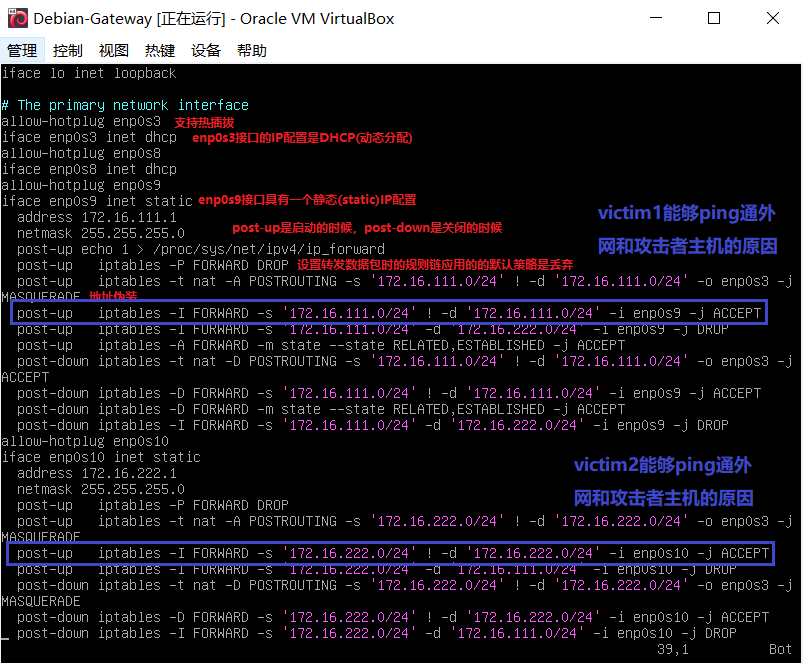 Debian-Gateway [正在运行] - Oracle VM VirtualBox
管理 控制 视图 热键 设备 帮助
iface lo inet loopback
# The primary network interface
allow-hotplug enp0s3 支持热插拔
iface enp0s3 inet dhcp enp0s3接口的IP配置是DHCP(动态分配)
allow-hotplug enp0s8
iface enp0s8 inet dhcp
allow-hotplug enp0s9
iface enp0s9 inet static enp0s9接口具有一个静态(static)IP配置
address 172.16.111.1
victim1能够ping通外
netmask 255.255.255.0 post-up是启动的时候，post-down是关闭的时候
网和攻击者主机的原因
post-up echo 1 > /proc/sys/net/ipv4/ip_forward
post-up iptables -P FORWARD DROP 设置转发数据包时的规则链应用的的默认策略是丢弃
post-up iptables -t nat -A POSTROUTING -s '172.16.111.0/24' ! -d '172.16.111.0/24' -o enp0s3 -j
MASQUERADE 地址伪装
post-up iptables -I FORWARD -s '172.16.111.0/24' ! -d '172.16.111.0/24' -i enp0s9 -j ACCEPT
post-up iptables -I FORWARD -s '172.16.111.0/24' -d '172.16.222.0/24' -i enp0s9 -j DROP
post-up iptables -A FORWARD -m state --state RELATED,ESTABLISHED -j ACCEPT
post-down iptables -t nat -D POSTROUTING -s '172.16.111.0/24' ! -d '172.16.111.0/24' -o enp0s3 -j
ACCEPT
post-down iptables -D FORWARD -s '172.16.111.0/24' ! -d '172.16.111.0/24' -i enp0s9 -j ACCEPT
post-down iptables -D FORWARD -m state --state RELATED,ESTABLISHED -j ACCEPT
post-down iptables -I FORWARD -s '172.16.111.0/24' -d '172.16.222.0/24' -i enp0s9 -j DROP
allow-hotplug enp0s10
iface enp0s10 inet static
address 172.16.222.1
victim2能够ping通外
netmask 255.255.255.0
网和攻击者主机的原因
post-up iptables -P FORWARD DROP
post-up iptables -t nat -A POSTROUTING -s '172.16.222.0/24' ! -d '172.16.222.0/24' -o enp0s3 -j
MASQUERADE
post-up iptables -I FORWARD -s '172.16.222.0/24' ! -d '172.16.222.0/24' -i enp0s10 -j ACCEPT
post-up iptables -I FORWARD -s '172.16.222.0/24' -d '172.16.111.0/24' -i enp0s10 -j DROP
post-down iptables -t nat -D POSTROUTING -s '172.16.222.0/24' ! -d '172.16.222.0/24' -o enp0s3 -j
MASQUERADE
post-down iptables -D FORWARD -s '172.16.222.0/24' ! -d '172.16.222.0/24' -i enp0s10 -j ACCEPT
post-down iptables -I FORWARD -s '172.16.222.0/24' -d '172.16.111.0/24' -i enp0s10 -j DROP
39,1 Bot